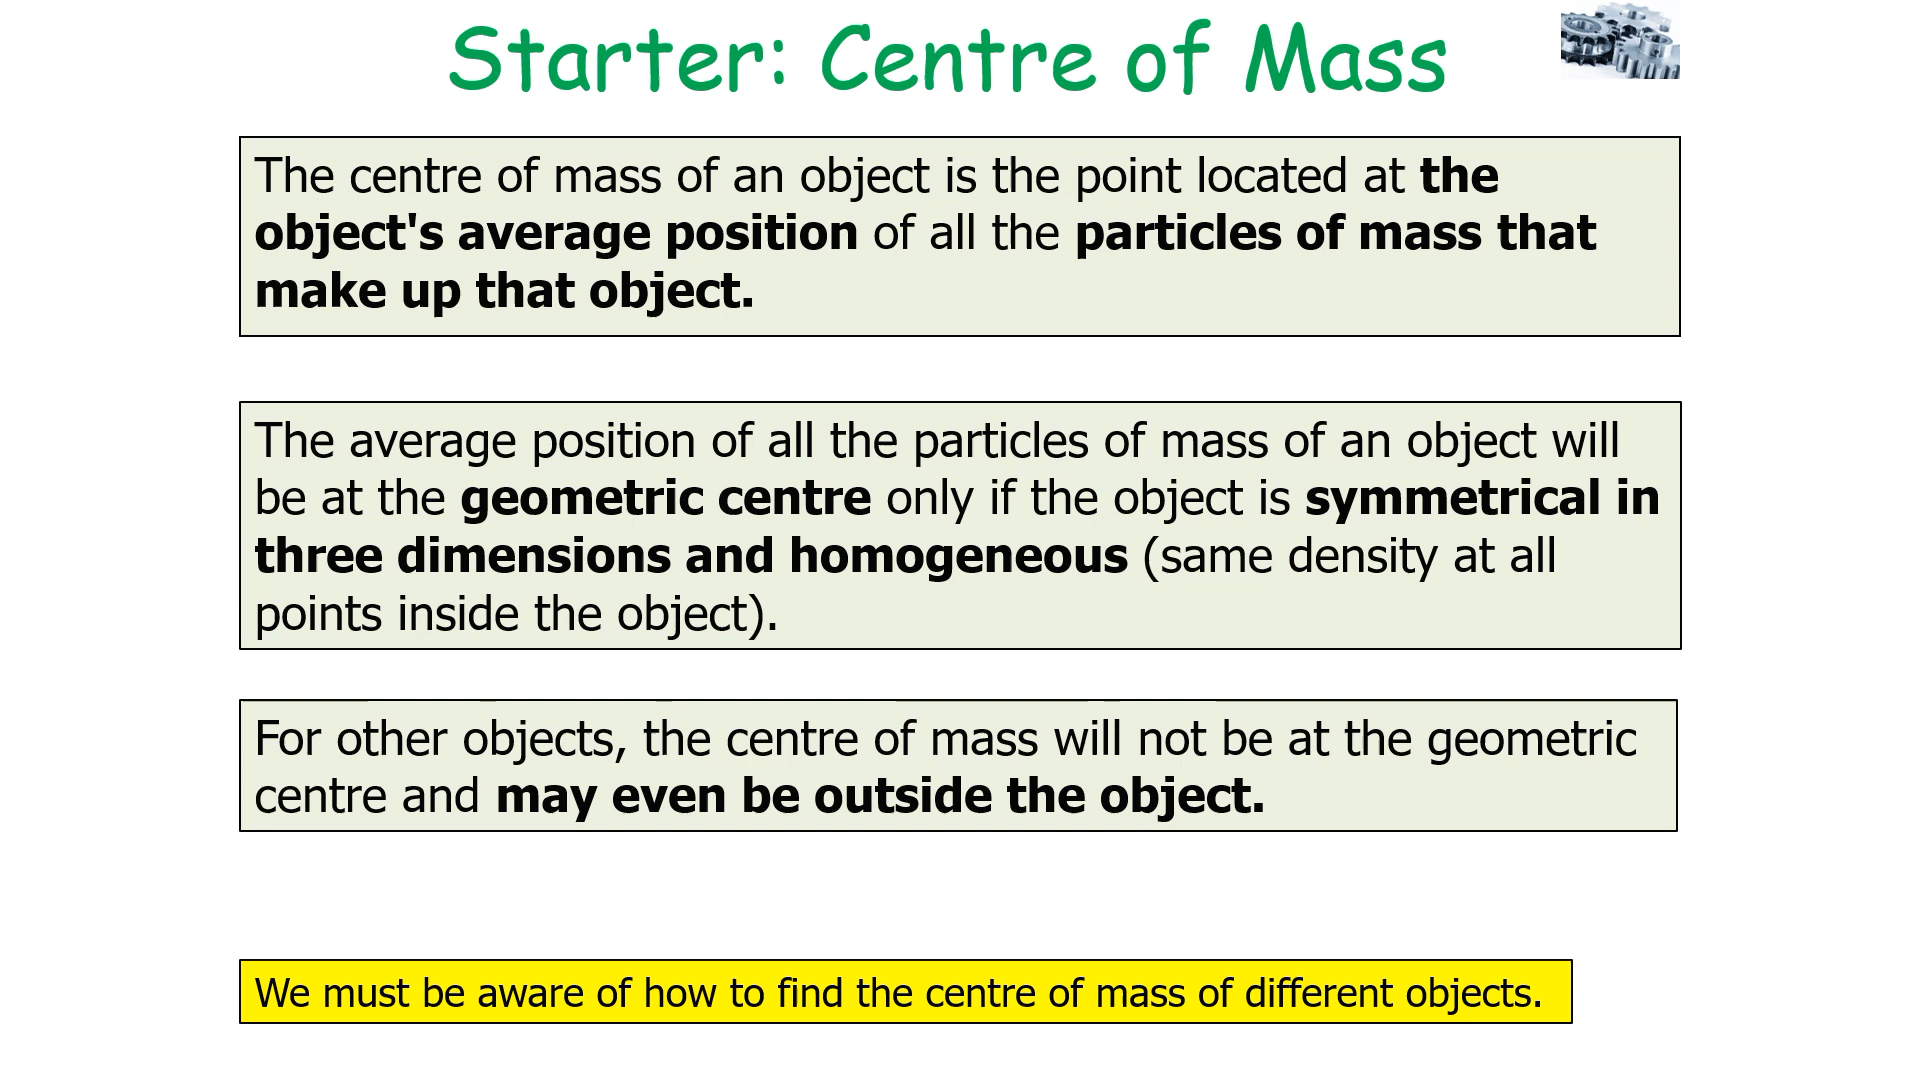 Starter: Centre of Mass
The centre of mass of an object is the point located at the
object's average position of all the particles of mass that
make up that object.
The average position of all the particles of mass of an object will
be at the geometric centre only if the object is symmetrical in
three dimensions and homogeneous (same density at all
points inside the object).
For other objects, the centre of mass will not be at the geometric
centre and may even be outside the object.
We must be aware of how to find the centre of mass of different objects.